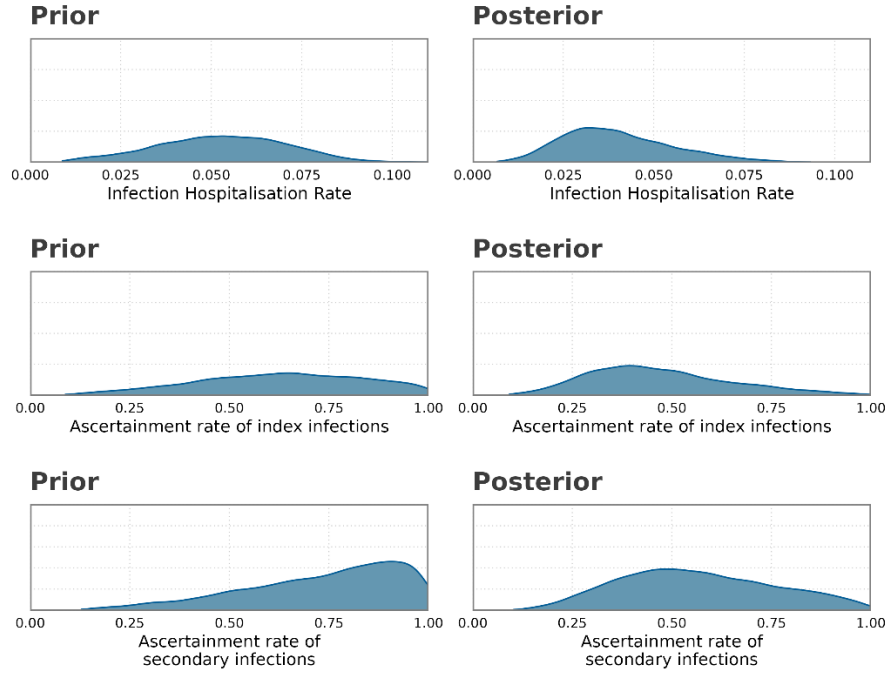 Prior
Posterior
0.000 0.025 0.050 0.075 0.100
0.000 0.025 0.050 0.075 0.100
Infection Hospitalisation Rate
Infection Hospitalisation Rate
Prior
Posterior
0.00 0.25 0.50 0.75 1.00
0.00 0.25 0.50 0.75 1.00
Ascertainment rate of index infections
Ascertainment rate of index infections
Prior
Posterior
0.00 0.25 0.50 0.75 1.00
0.00 0.25 0.50 0.75 1.00
Ascertainment rate of
secondary infections
Ascertainment rate of
secondary infections